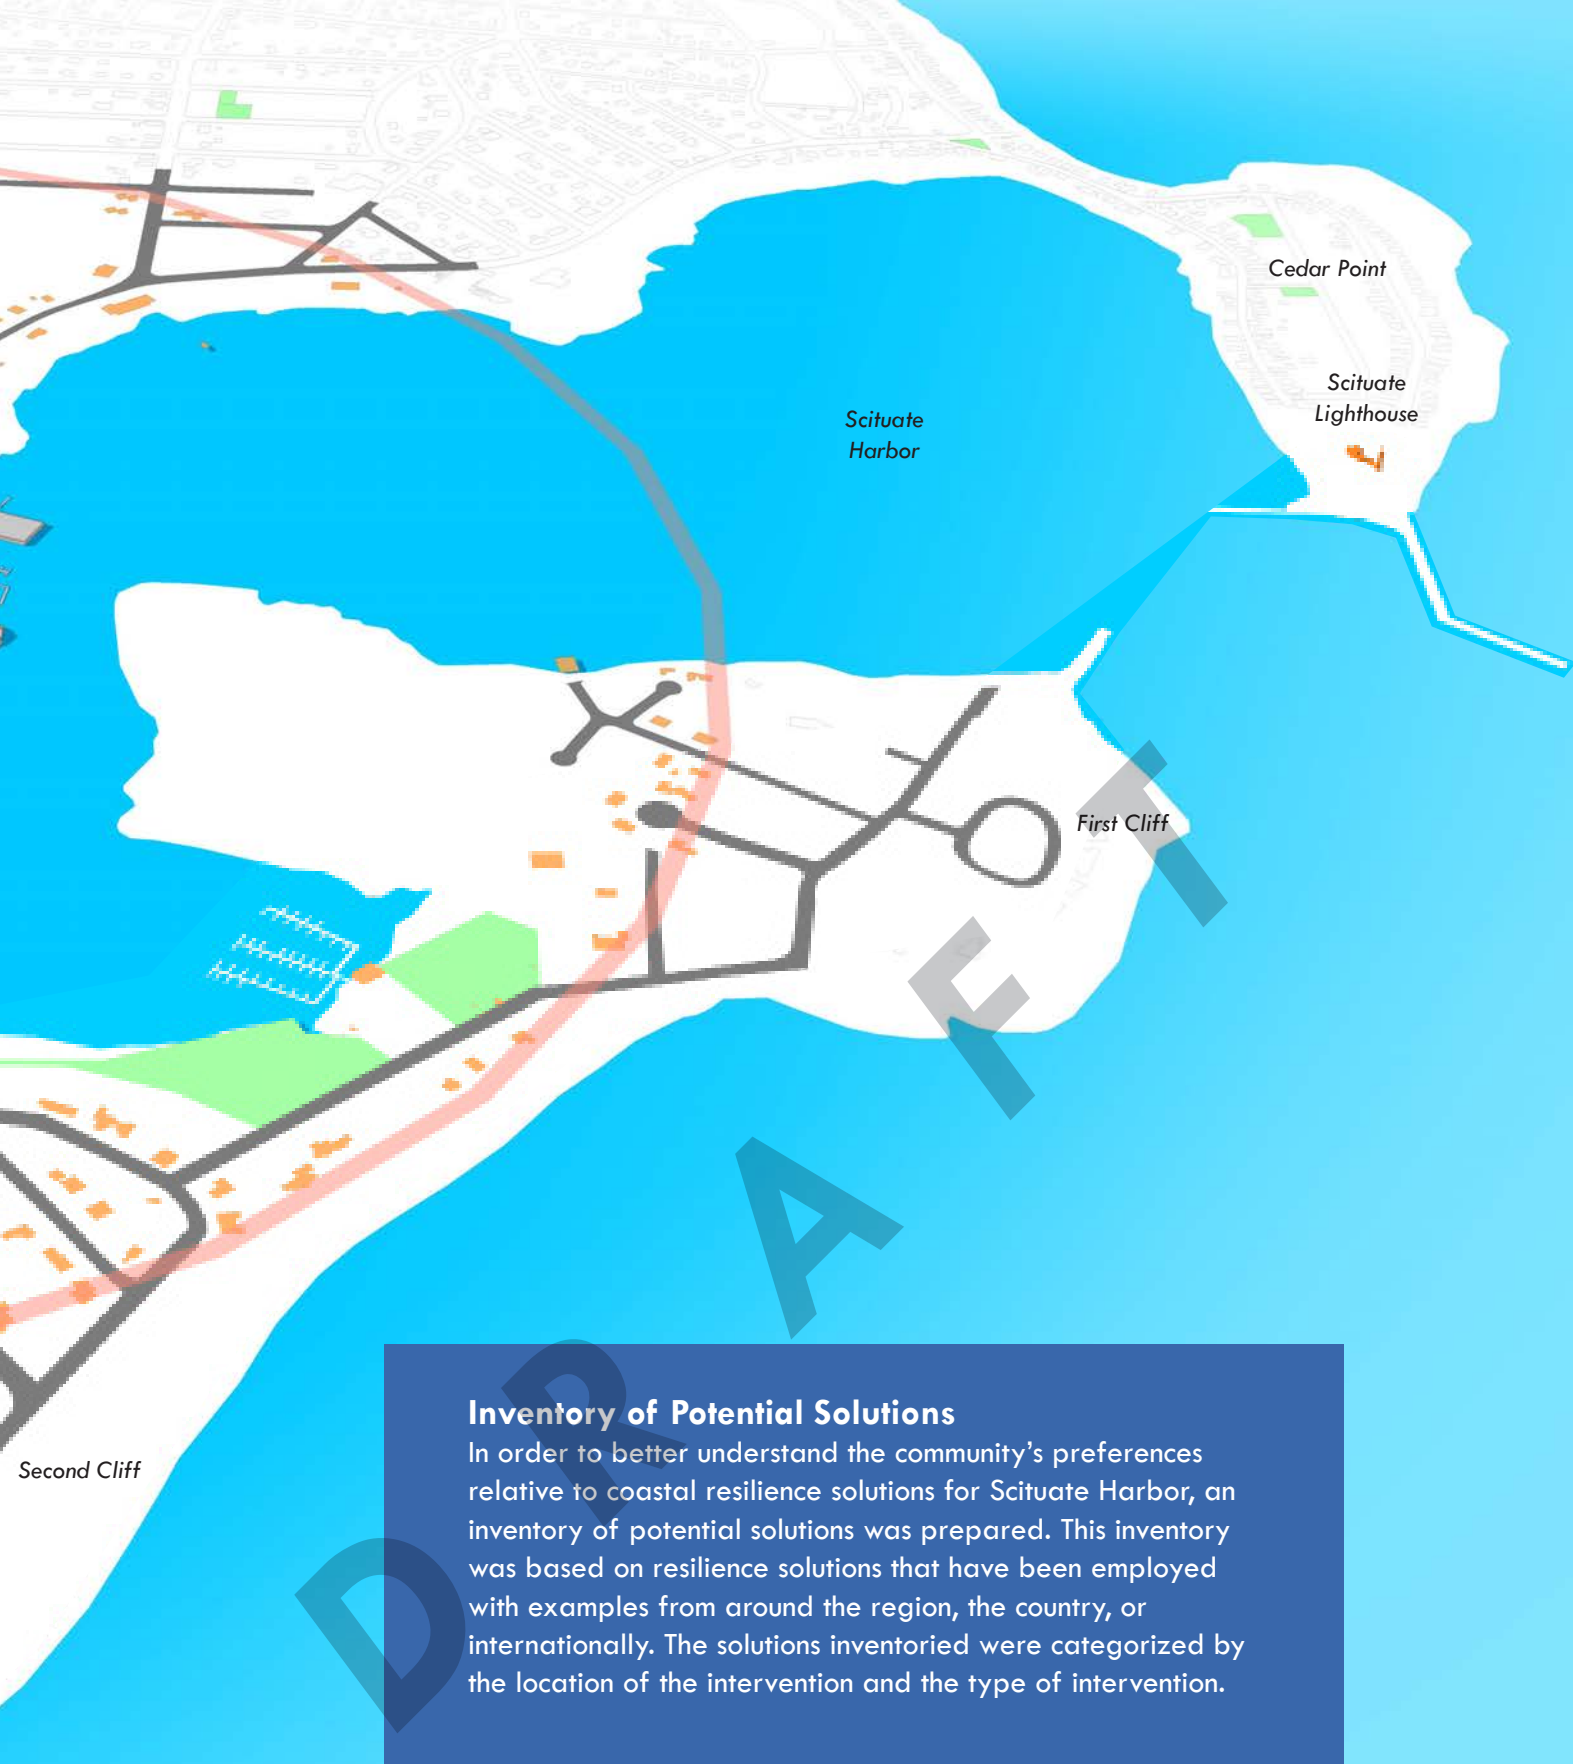 Cedar Point
Scituate
Lighthouse
Scituate
Harbor
First Cliff
Second Cliff
DRAFT
Inventory of Potential Solutions
In order to better understand the community’s preferences
relative to coastal resilience solutions for Scituate Harbor, an
inventory of potential solutions was prepared. This inventory
was based on resilience solutions that have been employed
with examples from around the region, the country, or
internationally. The solutions inventoried were categorized by
the location of the intervention and the type of intervention.